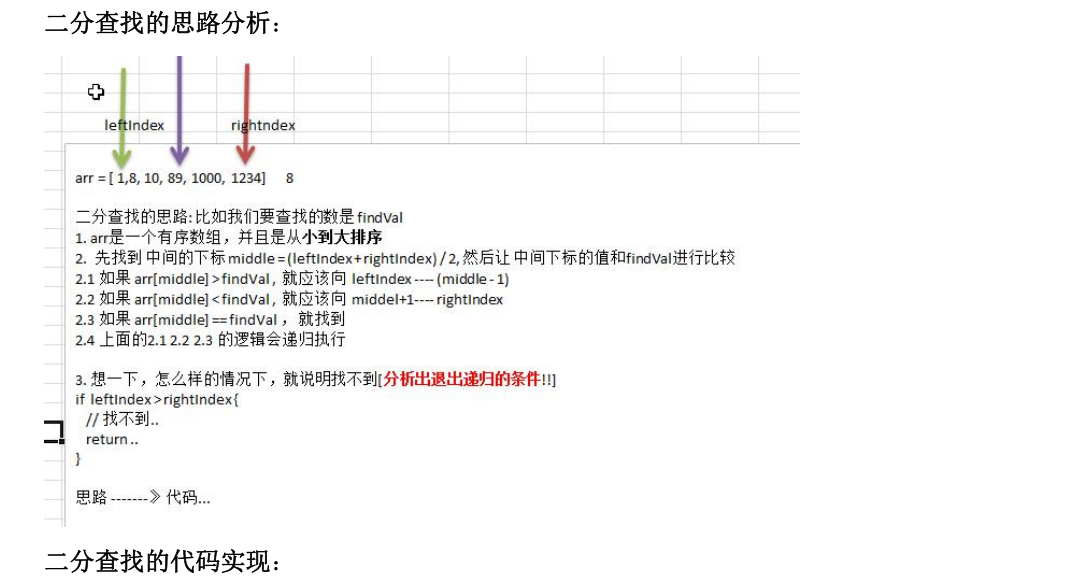 二分查找的思路分析：
leftIndex rightndex
arr = [ 1,8, 10, 89, 1000, 1234] 8
二分查找的思路: 比如我们要查找的数是 findVal
1. arr是一个有序数组，并且是从小到大排序
2. 先找到 中间的下标 middle = (leftIndex + rightIndex) / 2, 然后让 中间下标的值和findVal进行比较
2.1 如果 arr[middle] > findVal , 就应该向 leftIndex ---- (middle - 1)
2.2 如果 arr[middle] < findVal , 就应该向 middel+1---- rightIndex
2.3 如果 arr[middle] == findVal ，就找到
2.4 上面的2.1 2.2 2.3 的逻辑会递归执行
3. 想一下，怎么样的情况下，就说明找不到[分析出退出递归的条件!!]
if leftIndex > rightIndex {
// 找不到..
return ..
}
思路 -------》 代码...
二分查找的代码实现：